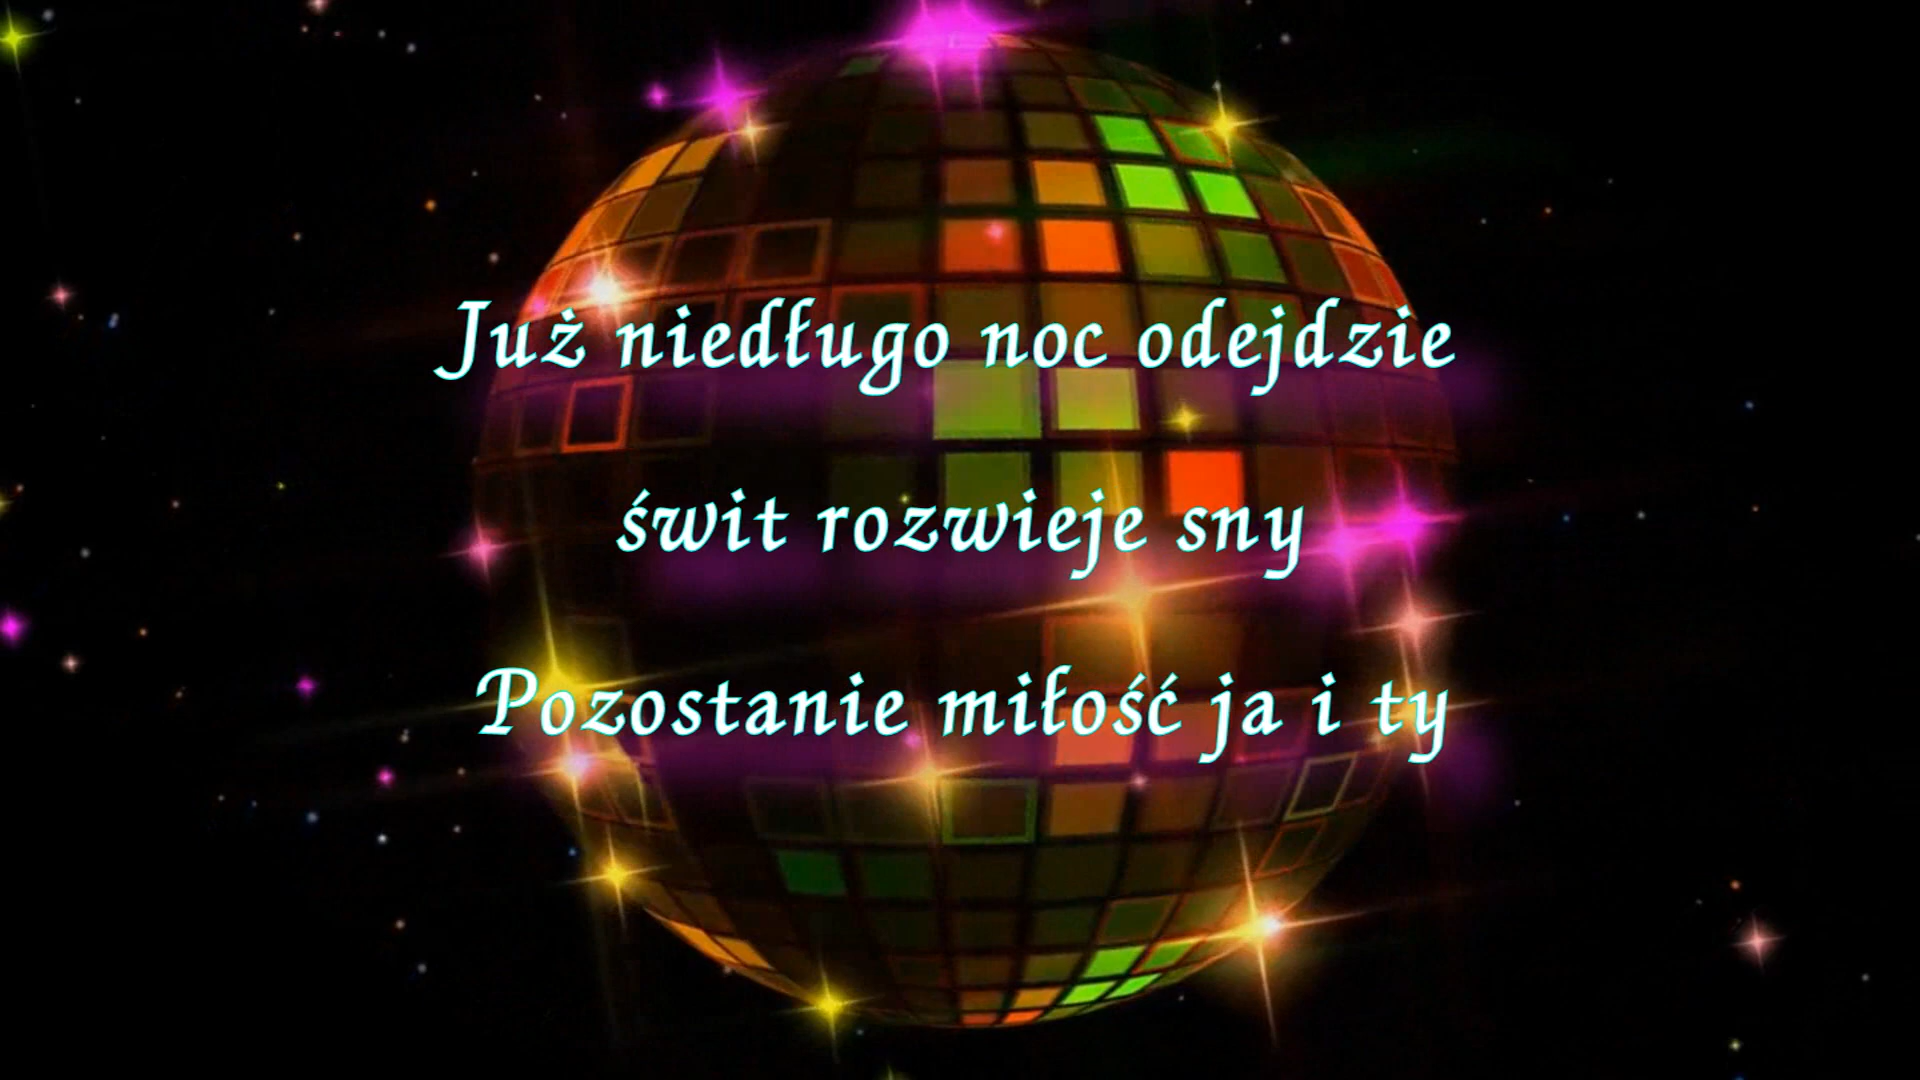 Już niedługo noc odejdzie
świt rozwieje sny
Pozostanie miłość ja i ty